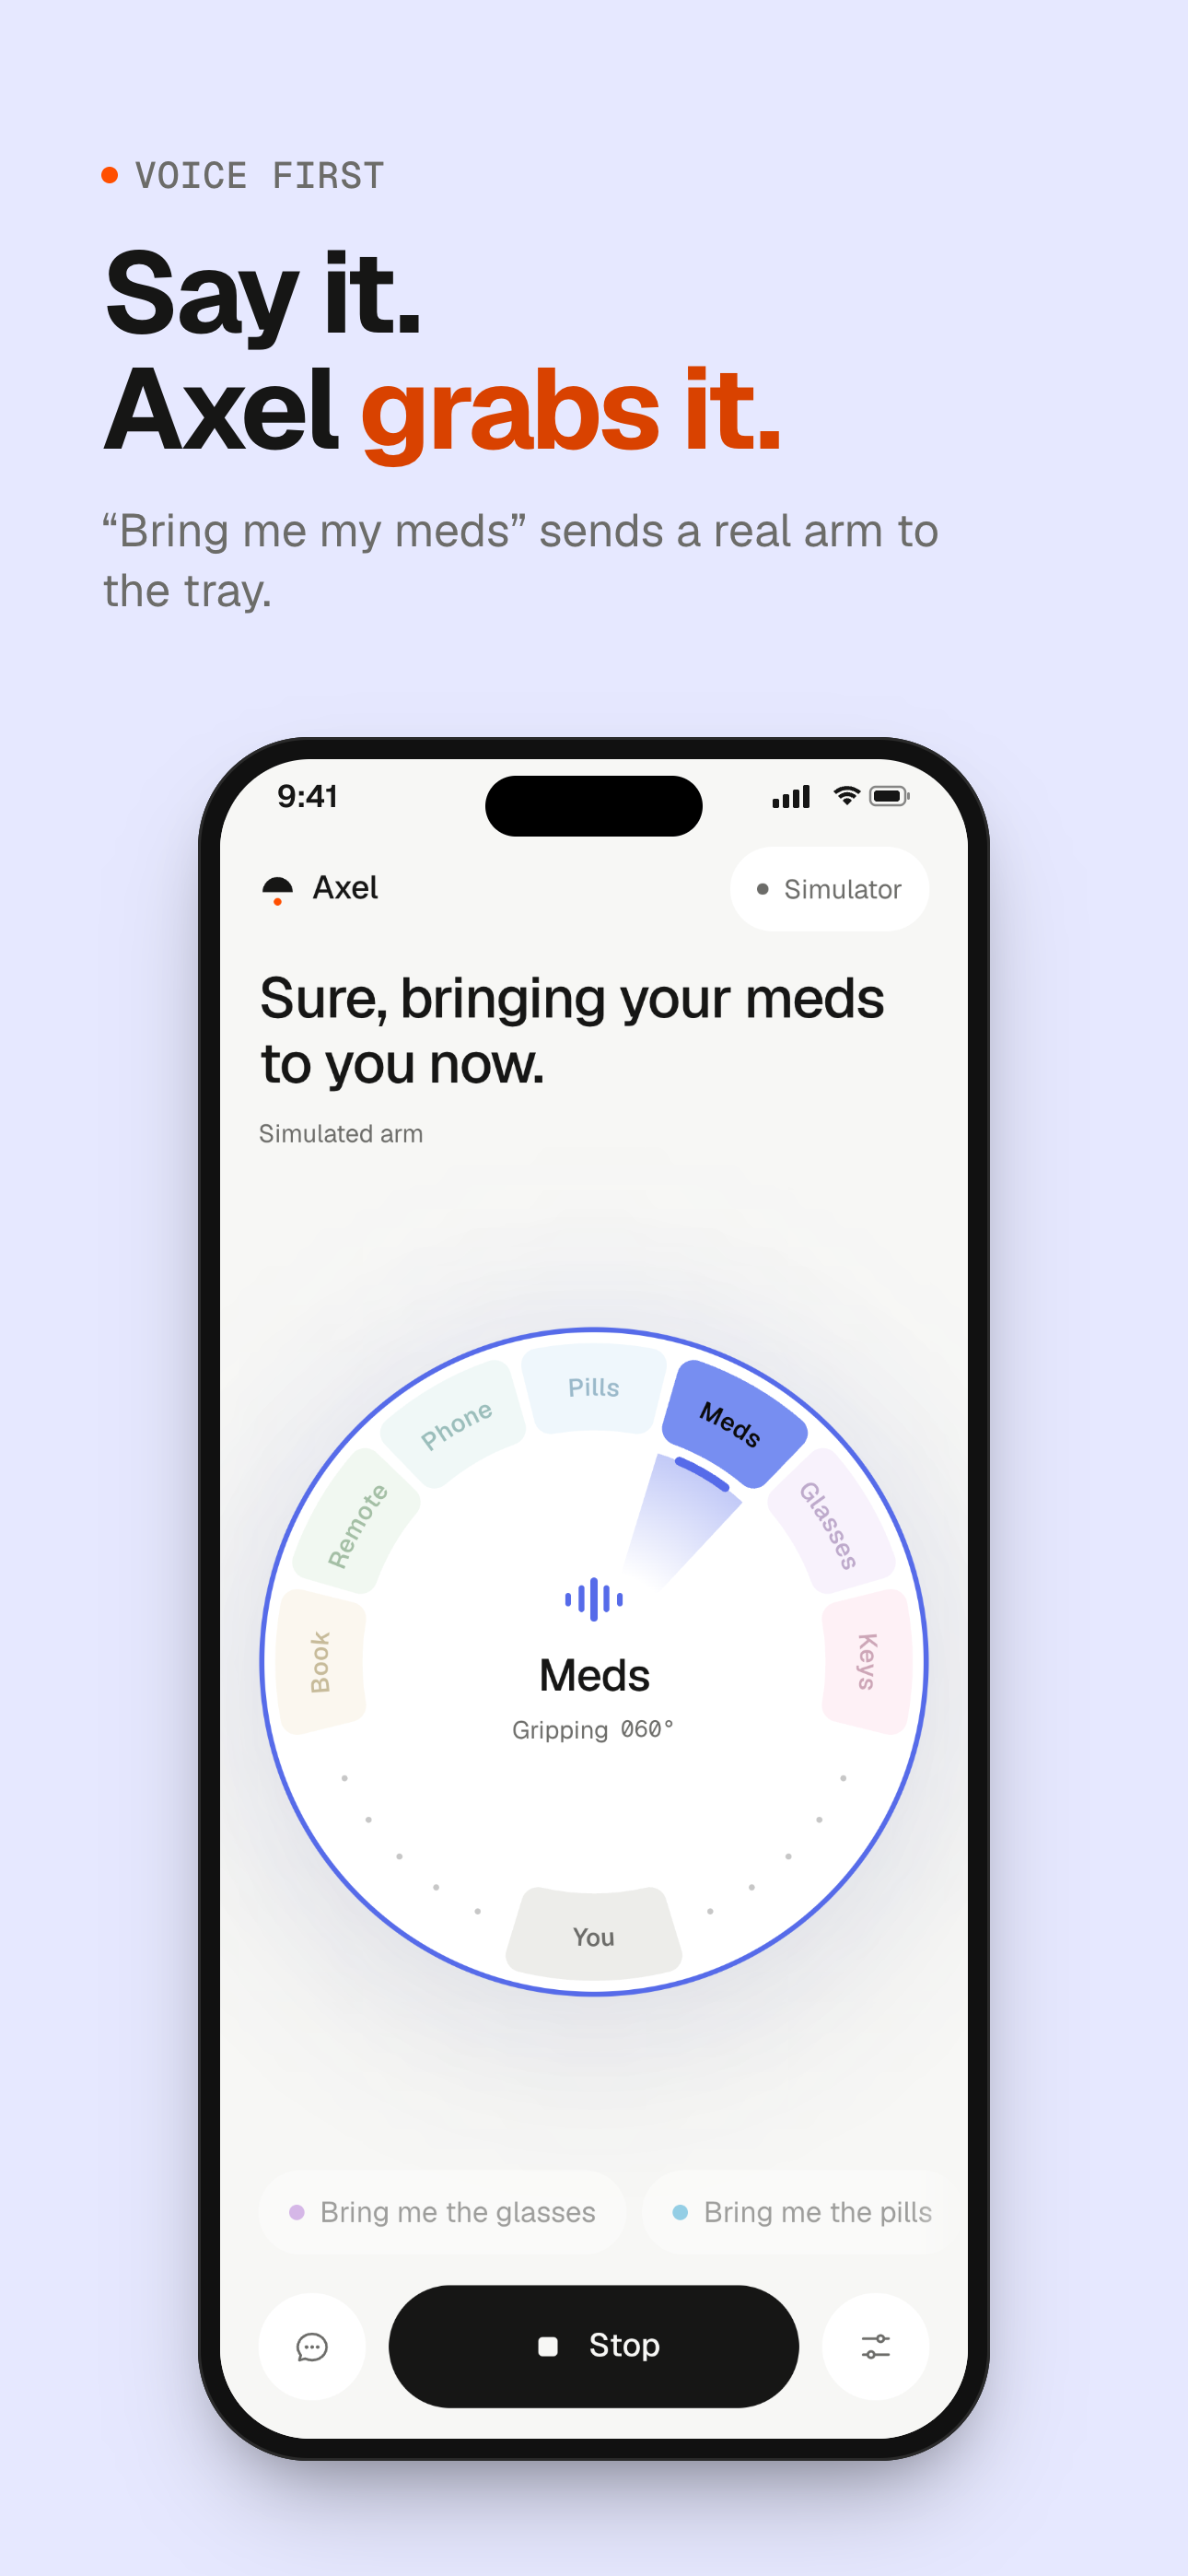 VOICE FIRST
Say it.
Axel grabs it.
“Bring me my meds” sends a real arm to
the tray.
9:41
Axel
Simulator
Sure, bringing your meds
to you now.
Simulated arm
Pills
Phone
Meds
Remote
Glasses
Book
Keys
Meds
Gripping 060°
You
Bring me the glasses
Bring me the pills
Stop